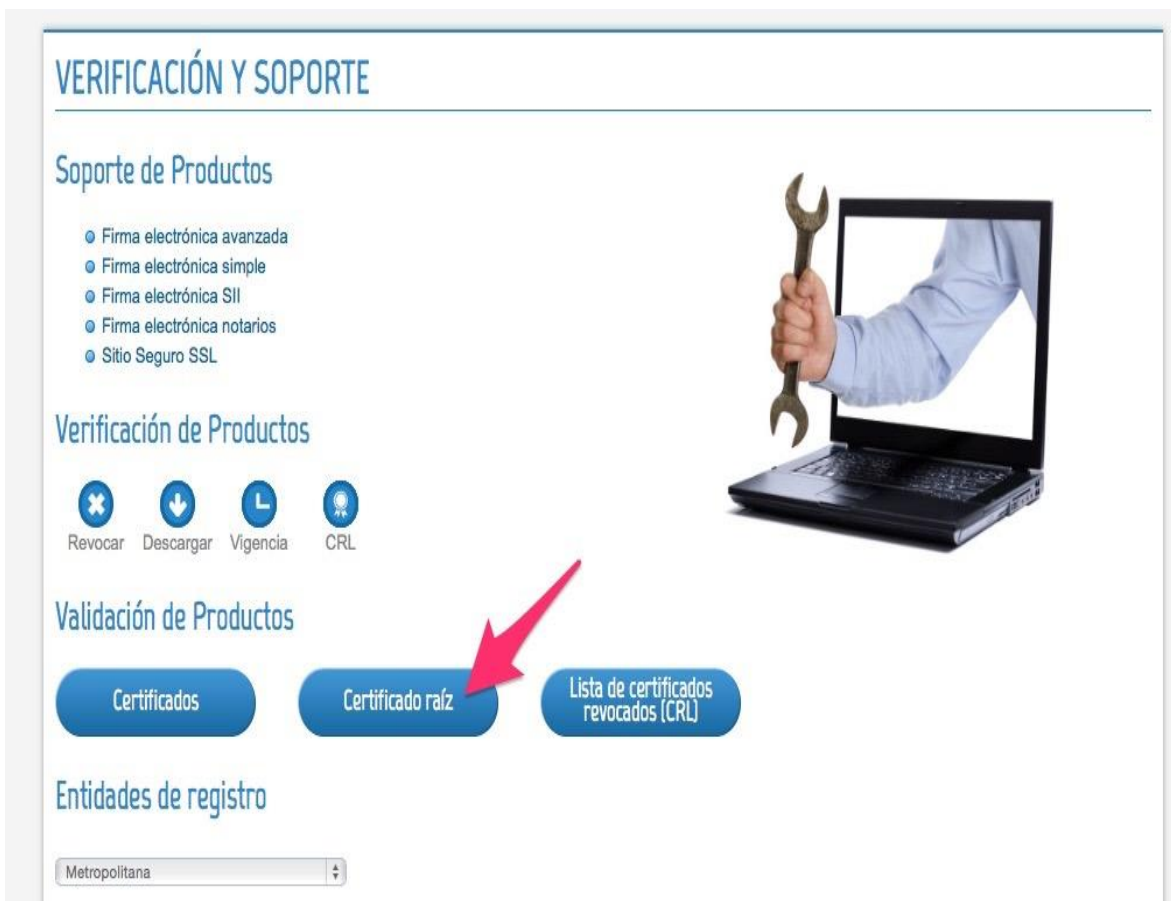 VERIFICACIÓN Y SOPORTE
Soporte de Productos
Firma electrónica avanzada
Firma electrónica simple
Firma electrónica SII
Firma electrónica notarios
Sitio Seguro SSL
Verificación de Productos
Revocar Descargar Vigencia CRL
Validación de Productos
Certificados
Certificado raíz
Lista de certificados
revocados (CRL)
Entidades de registro
Metropolitana